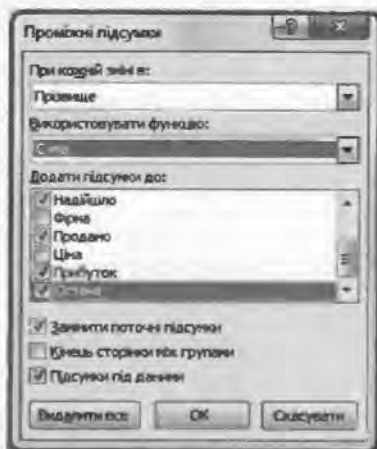 Проміжні підсумки
При кожній зміні в:
Прізвище
Використовувати функцію:
Сума
Додати підсумки до:
Надійшло
Фірма
Продано
Ціна
Прибуток
Замінити поточні підсумки
Кінець сторінки між групами
Підсумки під даними
Видалити все
ОК
Скасувати